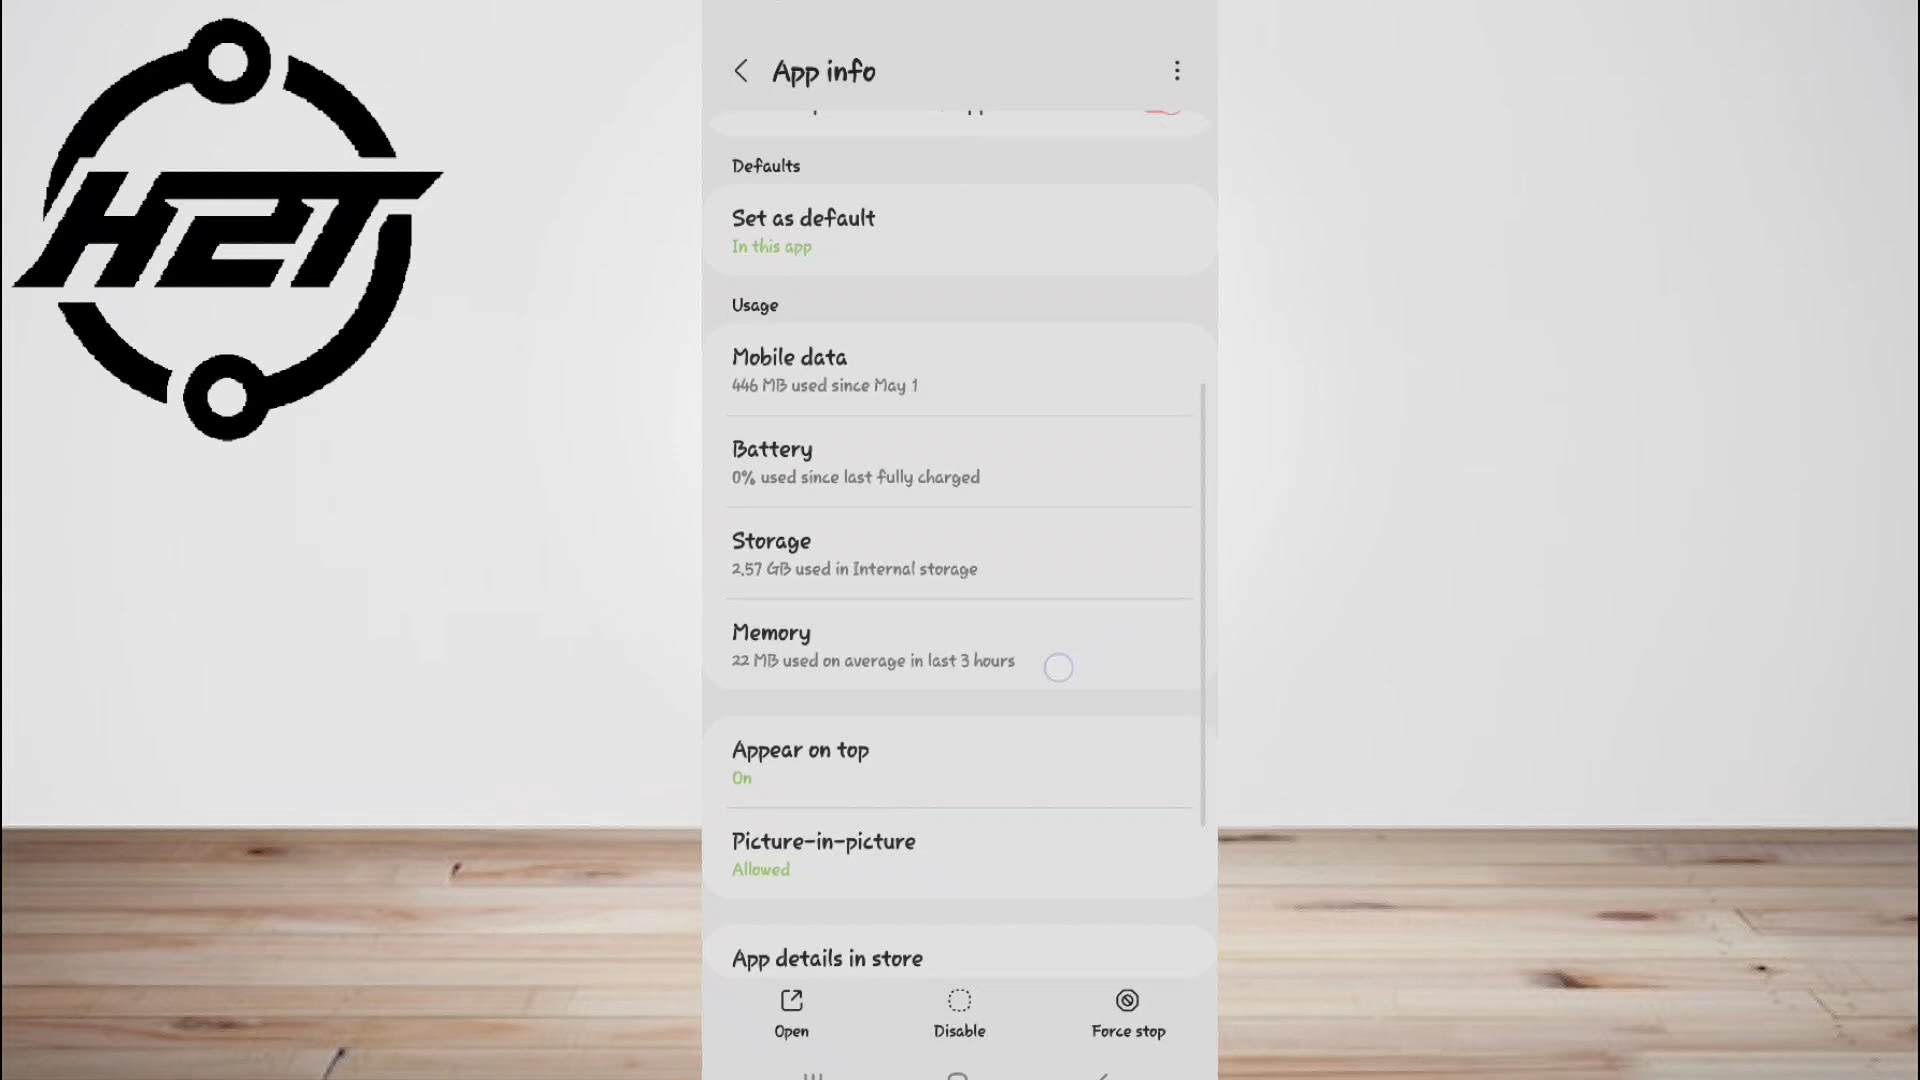 H2T
App info
Defaults
Set as default
In this app
Usage
Mobile data
446 MB used since May 1
Battery
0% used since last fully charged
Storage
2.57 GB used in Internal storage
Memory
22 MB used on average in last 3 hours
Appear on top
On
Picture-in-picture
Allowed
App details in store
Open
Disable
Force stop